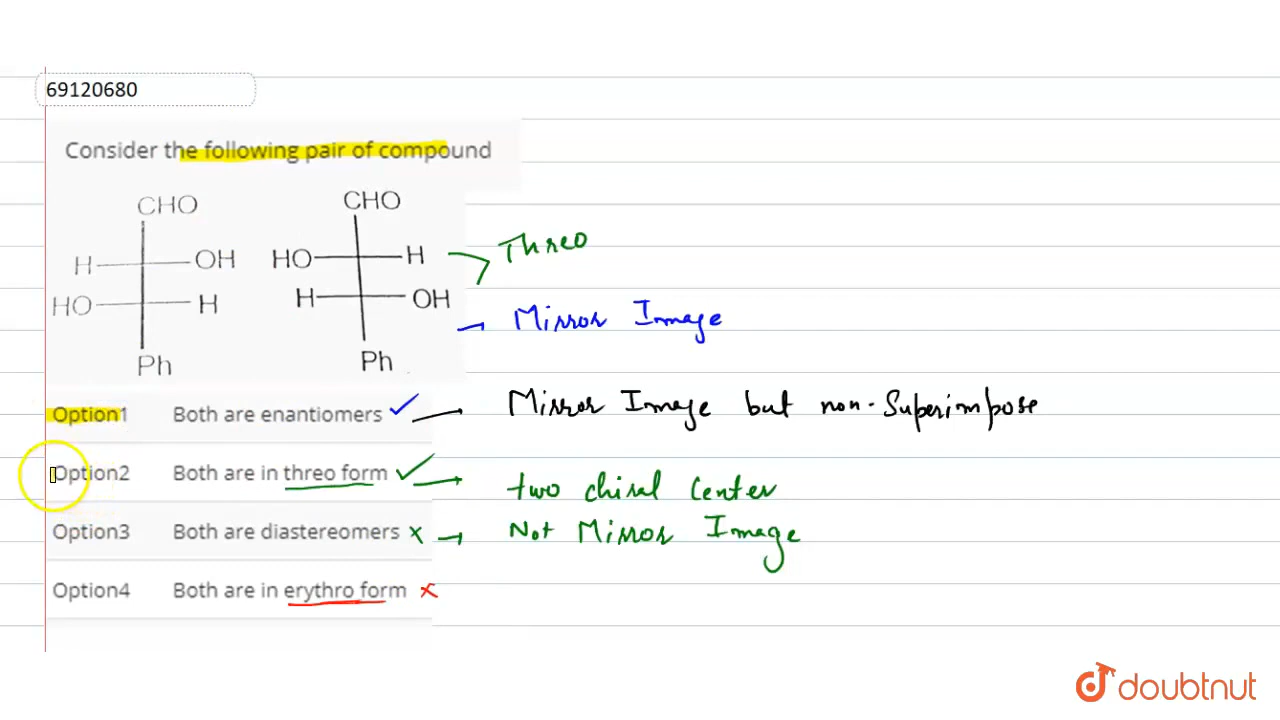 69120680
Consider the following pair of compound
CHO CHO
H OH HO H Threo
HO H H OH
Mirror Image
Ph Ph
Option1 Both are enantiomers ✓ → Mirror Image but non-Superimpose
Option2 Both are in threo form ✓ → two chiral Center
Option3 Both are diastereomers × → Not Mirror Image
Option4 Both are in erythro form ×
doubtnut